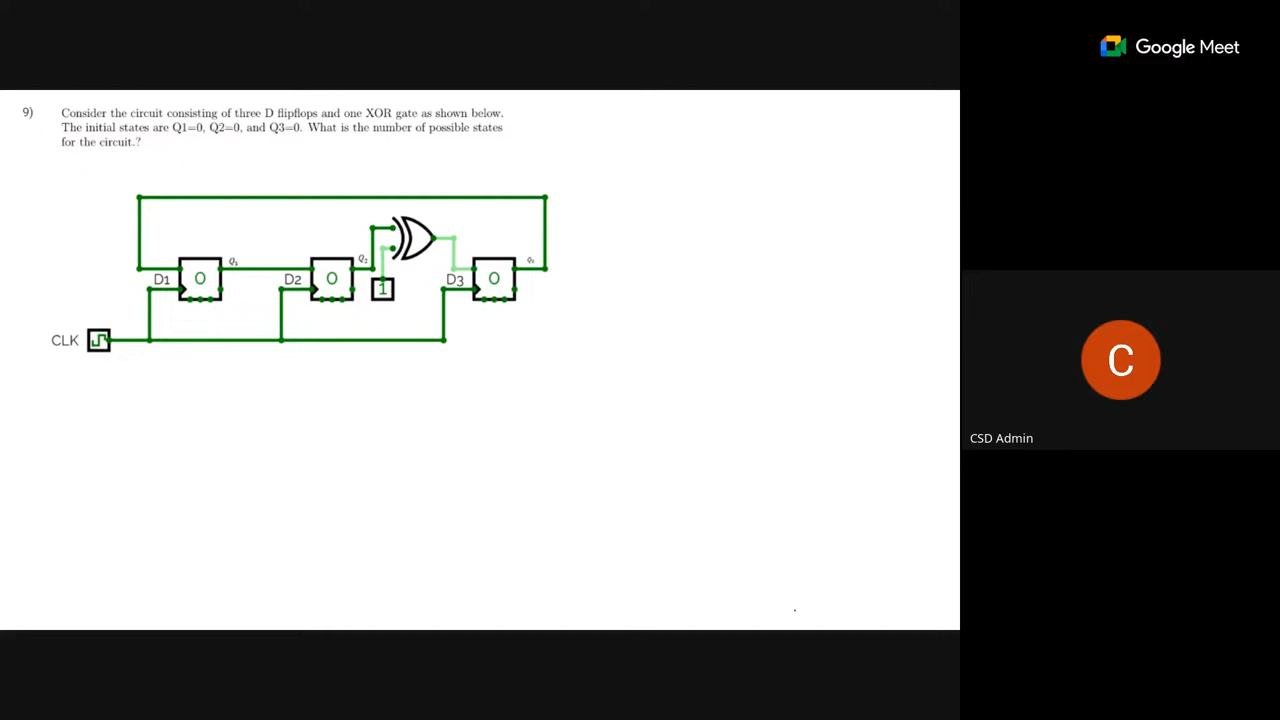 Google Meet
9) Consider the circuit consisting of three D flipflops and one XOR gate as shown below.
The initial states are Q1=0, Q2=0, and Q3=0. What is the number of possible states
for the circuit.?
Q₁
Q₂
D1
0
D2
0
1
D3
0
CLK
C
CSD Admin